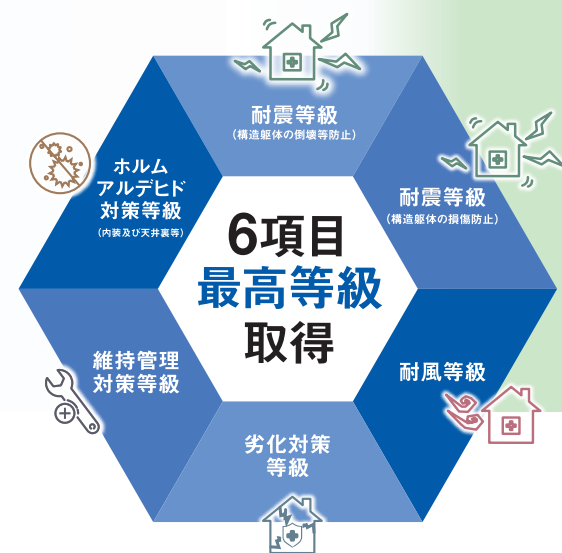 6項目
最高等級
取得
耐震等級
（構造躯体の倒壊等防止）
耐震等級
（構造躯体の損傷防止）
耐風等級
劣化対策
等級
維持管理
対策等級
ホルム
アルデヒド
対策等級
（内装及び天井裏等）